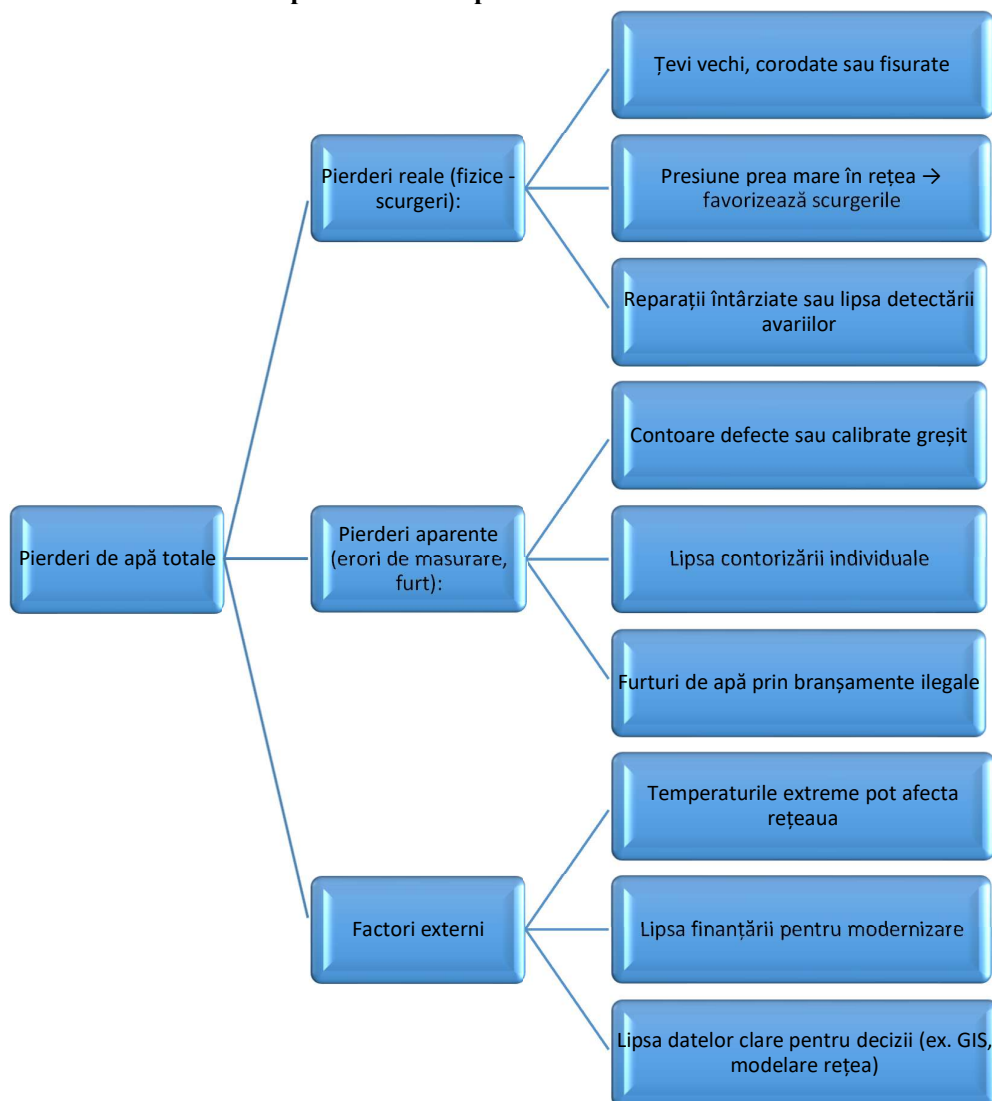 Țevi vechi, corodate sau fisurate
Pierderi reale (fizice -
scurgeri):
Presiune prea mare în rețea →
favorizează scurgerile
Reparații întârziate sau lipsa detectării
avariilor
Contoare defecte sau calibrate greșit
Pierderi de apă totale
Pierderi aparente
(erori de masurare,
furt):
Lipsa contorizării individuale
Furturi de apă prin branșamente ilegale
Temperaturile extreme pot afecta
rețeaua
Factori externi
Lipsa finanțării pentru modernizare
Lipsa datelor clare pentru decizii (ex. GIS,
modelare rețea)